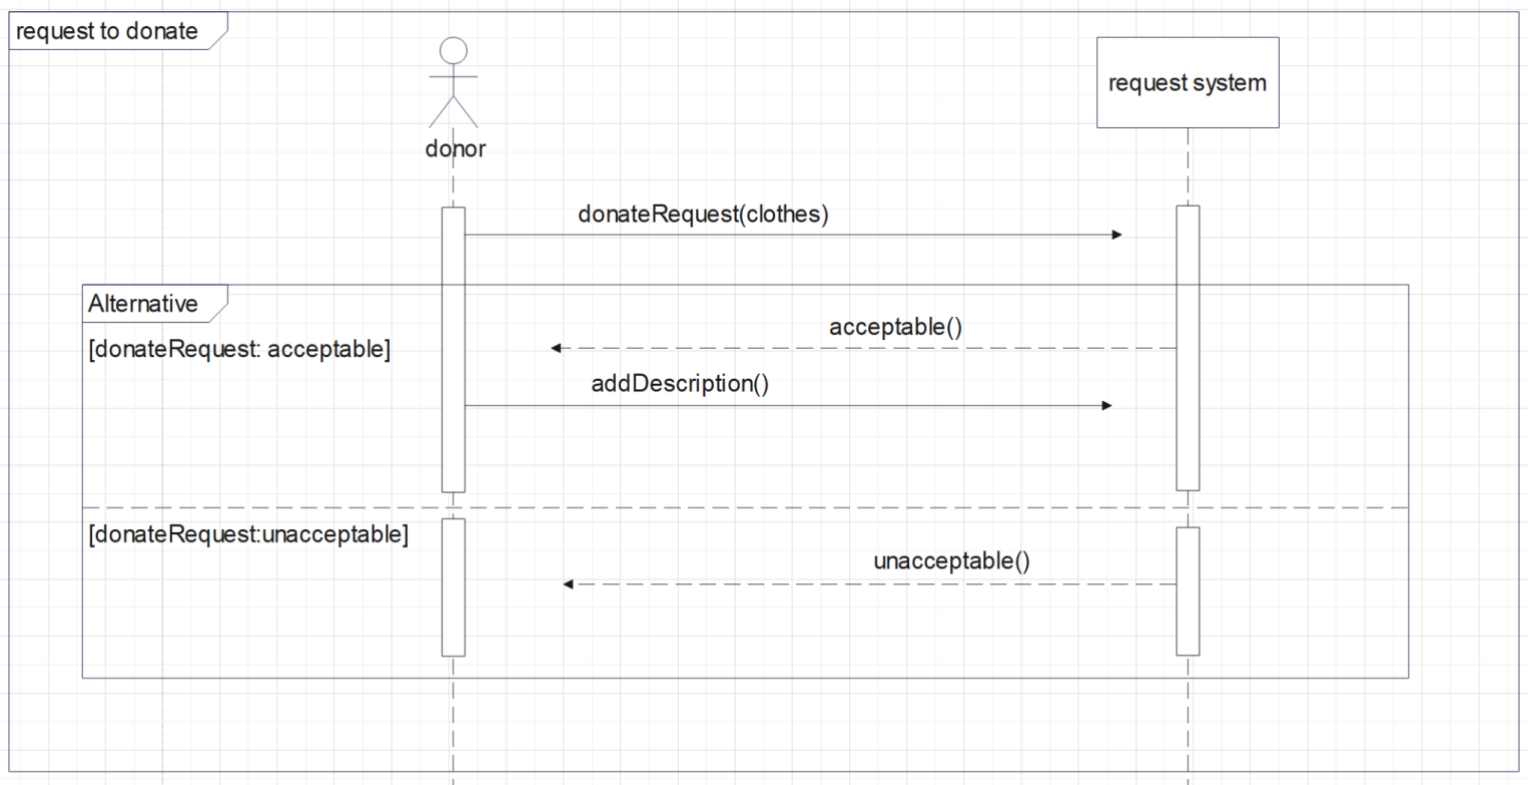 request to donate
request system
donor
donateRequest(clothes)
Alternative
acceptable()
[donateRequest: acceptable]
addDescription()
[donateRequest:unacceptable]
unacceptable()